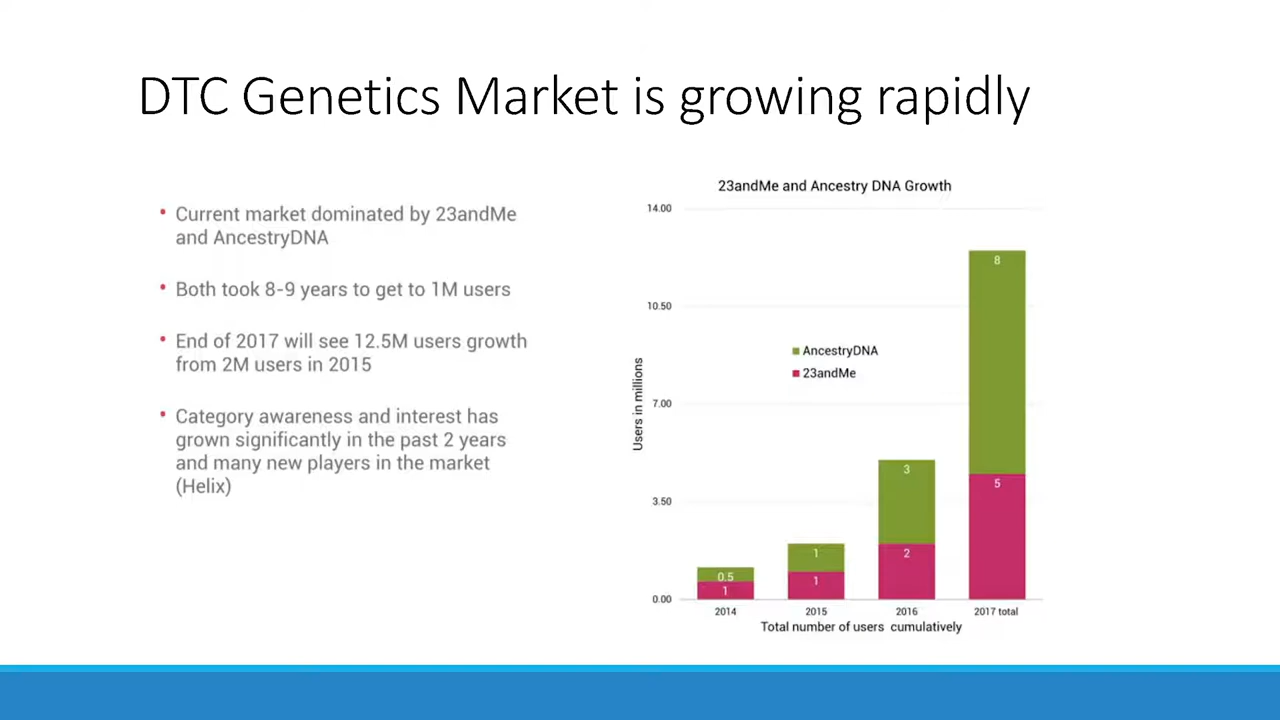 DTC Genetics Market is growing rapidly
• Current market dominated by 23andMe
and AncestryDNA
• Both took 8-9 years to get to 1M users
• End of 2017 will see 12.5M users growth
from 2M users in 2015
• Category awareness and interest has
grown significantly in the past 2 years
and many new players in the market
(Helix)
23andMe and Ancestry DNA Growth
14.00
10.50
7.00
3.50
0.00
Users in millions
AncestryDNA
23andMe
0.5
1
1
1
3
2
8
5
2014 2015 2016 2017 total
Total number of users cumulatively